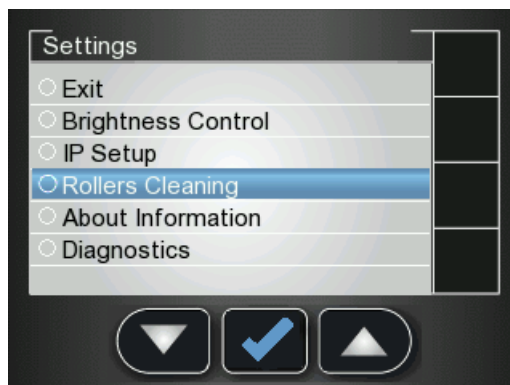 Settings
Exit
Brightness Control
IP Setup
Rollers Cleaning
About Information
Diagnostics